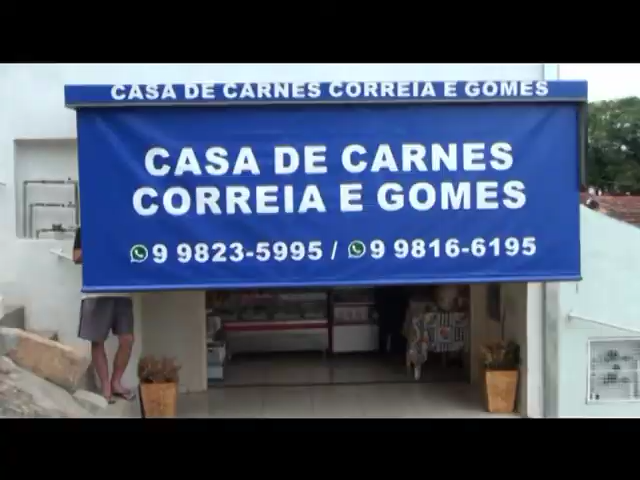 CASA DE CARNES CORREIA E GOMES
CASA DE CARNES
CORREIA E GOMES
9 9823-5995 / 9 9816-6195